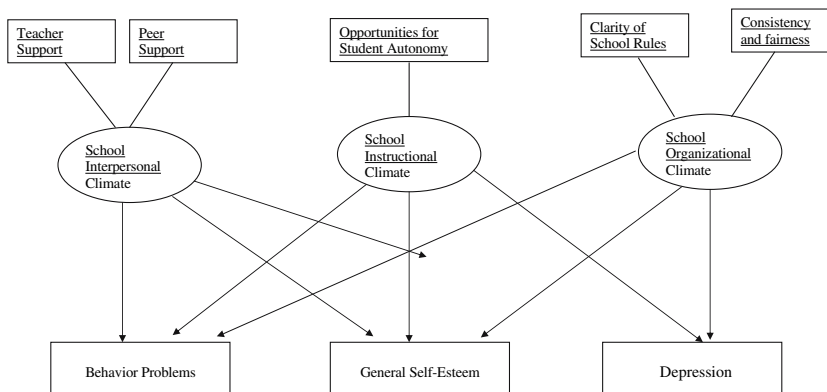 Teacher
Support
Peer
Support
Opportunities for
Student Autonomy
Clarity of
School Rules
Consistency
and fairness
School
Interpersonal
Climate
School
Instructional
Climate
School
Organizational
Climate
Behavior Problems
General Self-Esteem
Depression